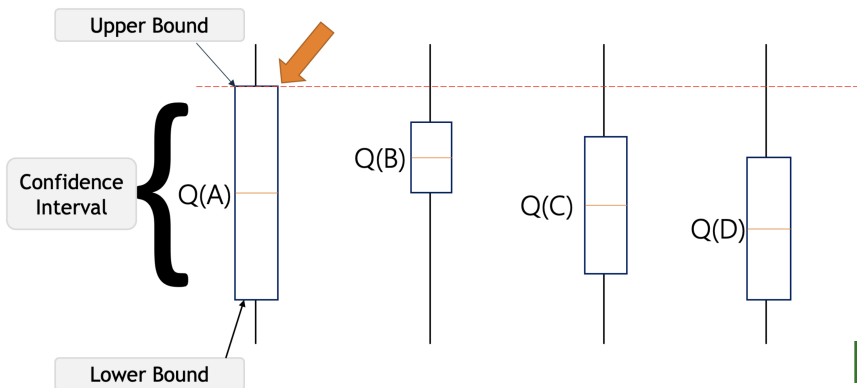 Upper Bound
Confidence
Interval
Q(A)
Q(B)
Q(C)
Q(D)
Lower Bound